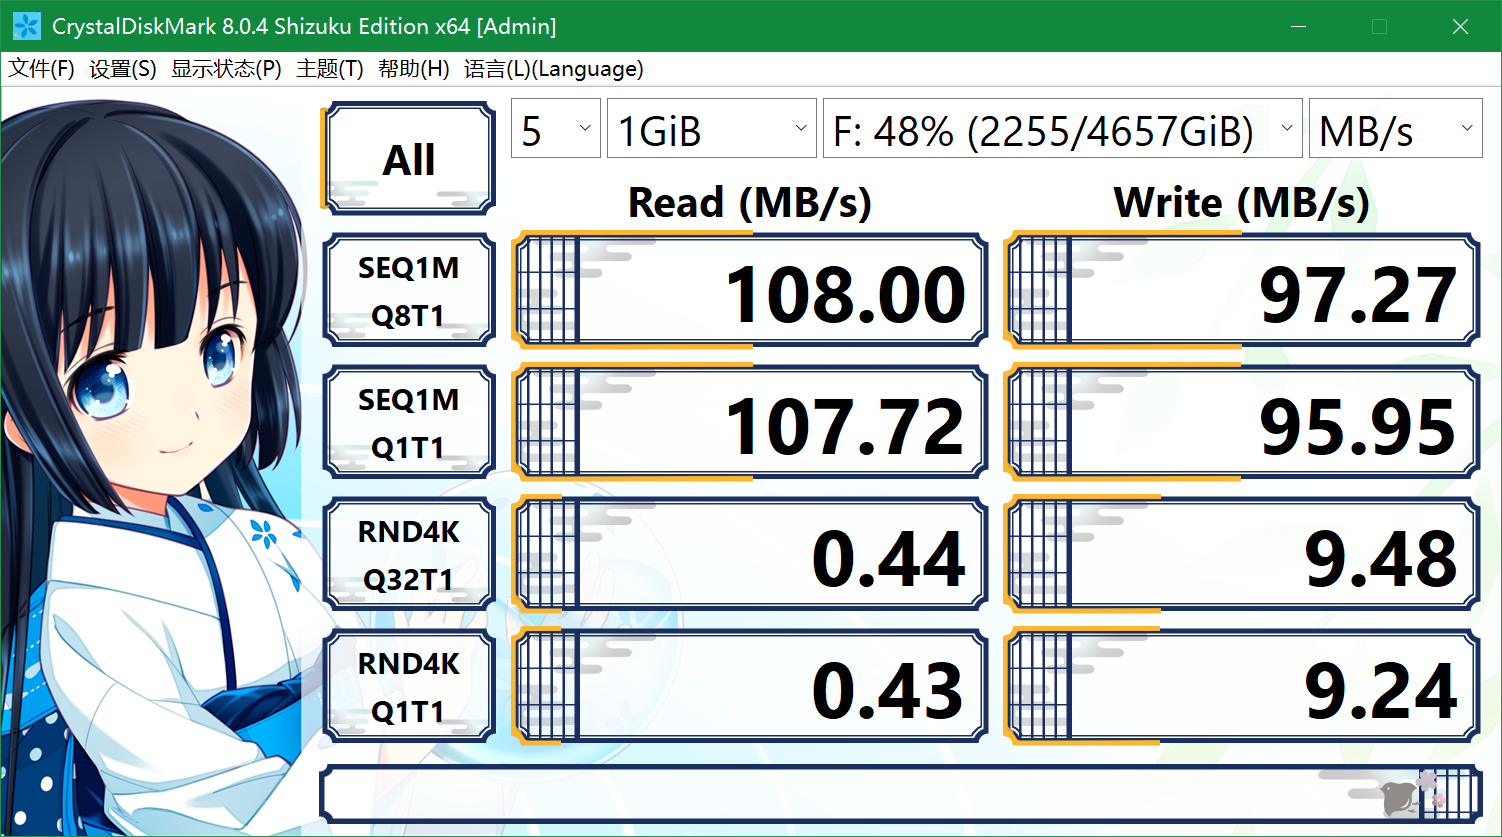 CrystalDiskMark 8.0.4 Shizuku Edition x64 [Admin]
文件(F) 设置(S) 显示状态(P) 主题(T) 帮助(H) 语言(L)(Language)
All
5
1GiB
F: 48% (2255/4657GiB)
MB/s
Read (MB/s)
Write (MB/s)
SEQ1M
Q8T1
108.00
97.27
SEQ1M
Q1T1
107.72
95.95
RND4K
Q32T1
0.44
9.48
RND4K
Q1T1
0.43
9.24